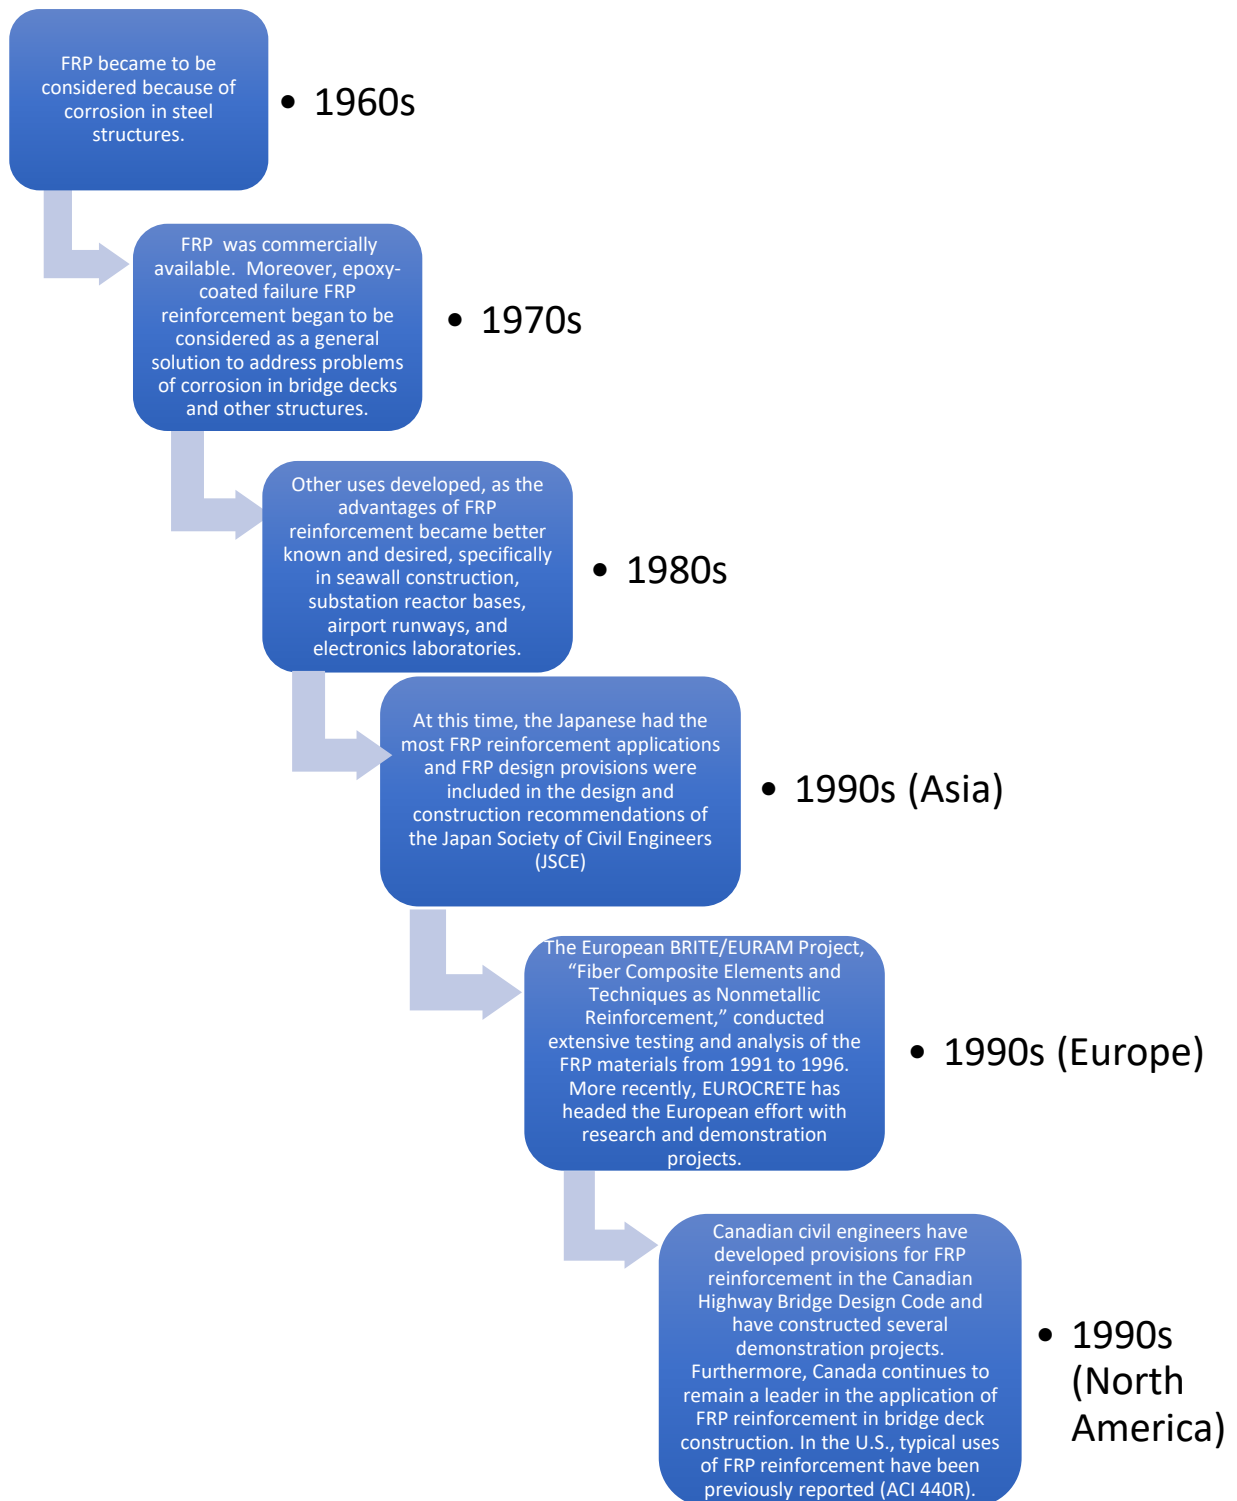 FRP became to be
considered because of
corrosion in steel
structures.
• 1960s
FRP was commercially
available. Moreover, epoxy-
coated failure FRP
reinforcement began to be
considered as a general
solution to address problems
of corrosion in bridge decks
and other structures.
• 1970s
Other uses developed, as the
advantages of FRP
reinforcement became better
known and desired, specifically
in seawall construction,
substation reactor bases,
airport runways, and
electronics laboratories.
• 1980s
At this time, the Japanese had the
most FRP reinforcement applications
and FRP design provisions were
included in the design and
construction recommendations of
the Japan Society of Civil Engineers
(JSCE)
• 1990s (Asia)
The European BRITE/EURAM Project,
“Fiber Composite Elements and
Techniques as Nonmetallic
Reinforcement,” conducted
extensive testing and analysis of the
FRP materials from 1991 to 1996.
More recently, EUROCRETE has
headed the European effort with
research and demonstration
projects.
• 1990s (Europe)
Canadian civil engineers have
developed provisions for FRP
reinforcement in the Canadian
Highway Bridge Design Code and
have constructed several
demonstration projects.
Furthermore, Canada continues to
remain a leader in the application of
FRP reinforcement in bridge deck
construction. In the U.S., typical uses
of FRP reinforcement have been
previously reported (ACI 440R).
• 1990s
(North
America)